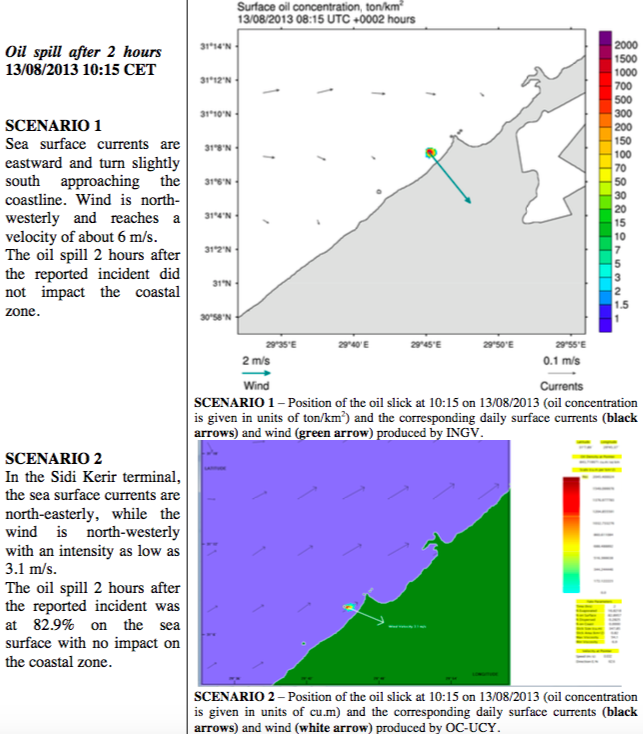 Oil spill after 2 hours
13/08/2013 10:15 CET
SCENARIO 1
Sea surface currents are
eastward and turn slightly
south approaching the
coastline. Wind is north-
westerly and reaches a
velocity of about 6 m/s.
The oil spill 2 hours after
the reported incident did
not impact the coastal
zone.
Surface oil concentration, ton/km²
13/08/2013 08:15 UTC +0002 hours
31°14'N
31°12'N
31°10'N
31°8'N
31°6'N
31°4'N
31°2'N
31°N
30°58'N
29°35'E
29°40'E
29°45'E
29°50'E
29°55'E
2000
1500
1000
700
500
300
200
150
100
70
50
30
20
15
10
7
5
3
2
1.5
1
2 m/s
Wind
0.1 m/s
Currents
SCENARIO 1 – Position of the oil slick at 10:15 on 13/08/2013 (oil concentration
is given in units of ton/km²) and the corresponding daily surface currents (black
arrows) and wind (green arrow) produced by INGV.
SCENARIO 2
In the Sidi Kerir terminal,
the sea surface currents are
north-easterly, while the
wind is north-westerly
with an intensity as low as
3.1 m/s.
The oil spill 2 hours after
the reported incident was
at 82.9% on the sea
surface with no impact on
the coastal zone.
SCENARIO 2 – Position of the oil slick at 10:15 on 13/08/2013 (oil concentration
is given in units of cu.m) and the corresponding daily surface currents (black
arrows) and wind (white arrow) produced by OC-UCY.